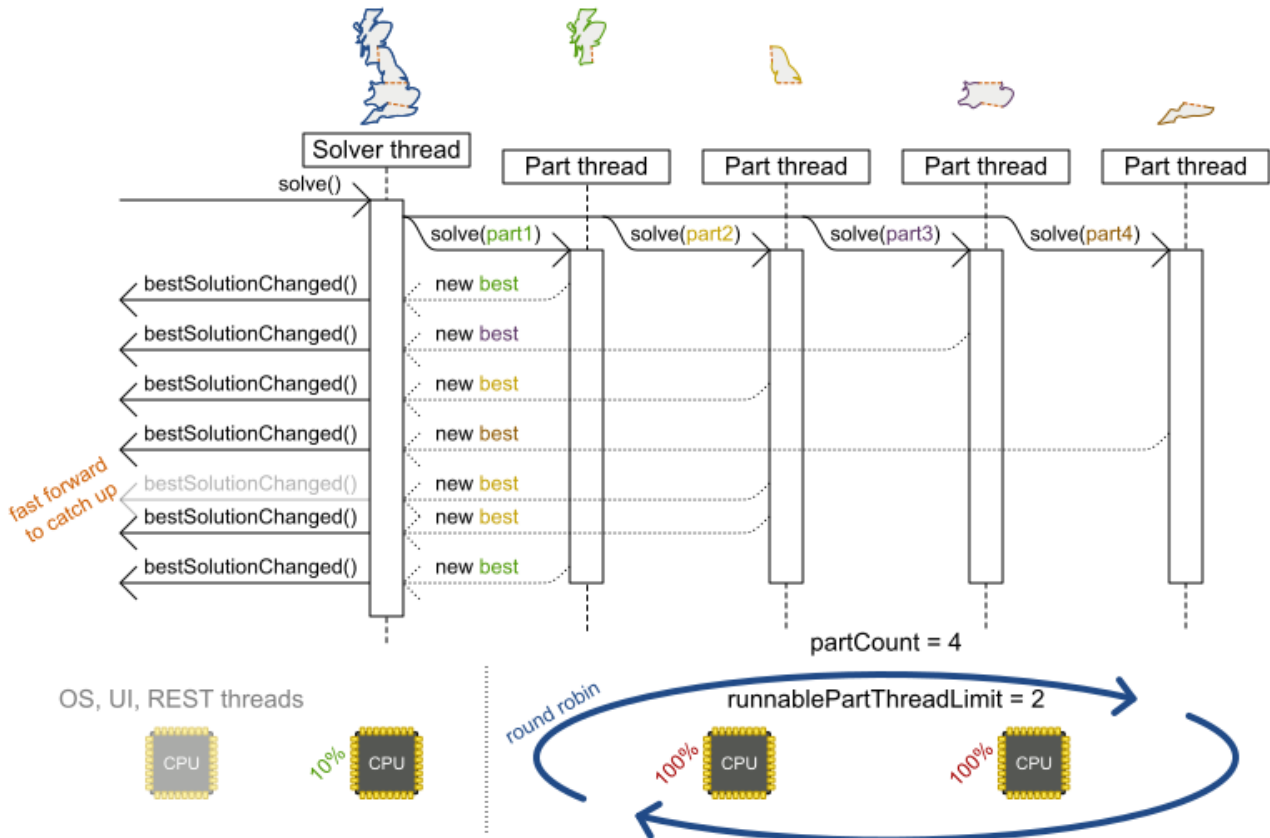 Solver thread
Part thread
Part thread
Part thread
Part thread
solve()
solve(part1)
solve(part2)
solve(part3)
solve(part4)
bestSolutionChanged()
new best
bestSolutionChanged()
new best
bestSolutionChanged()
new best
bestSolutionChanged()
new best
fast forward
to catch up
bestSolutionChanged()
new best
bestSolutionChanged()
new best
bestSolutionChanged()
new best
partCount = 4
OS, UI, REST threads
round robin
runnablePartThreadLimit = 2
CPU
10%
CPU
100%
CPU
100%
CPU